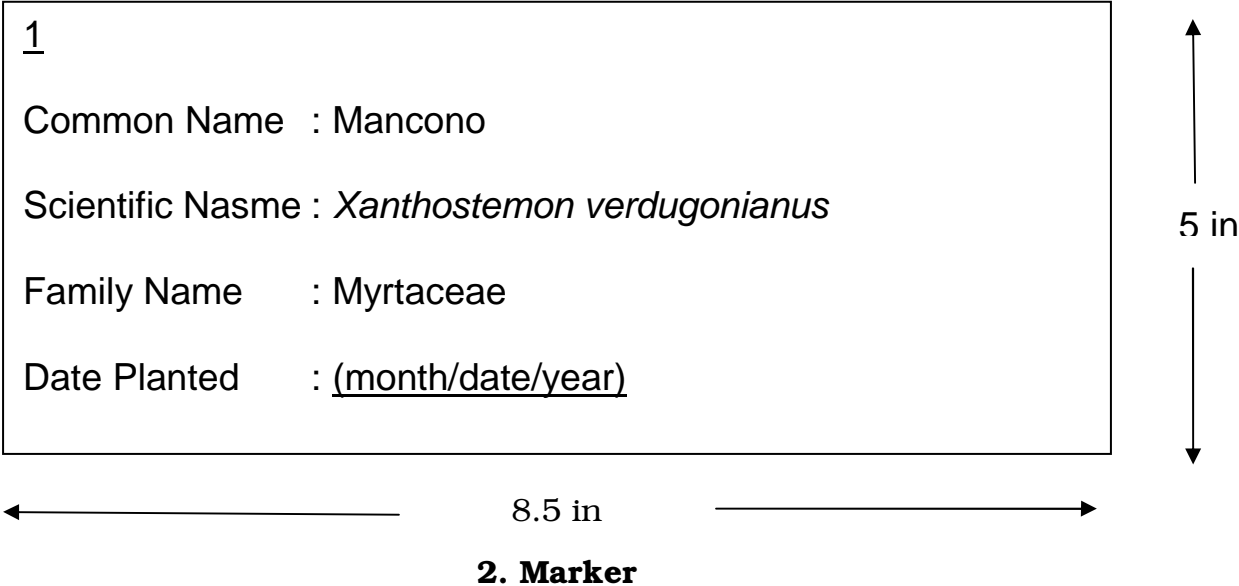 1
Common Name : Mancono
Scientific Nasme : Xanthostemon verdugonianus
5 in
Family Name : Myrtaceae
Date Planted : (month/date/year)
8.5 in
2. Marker